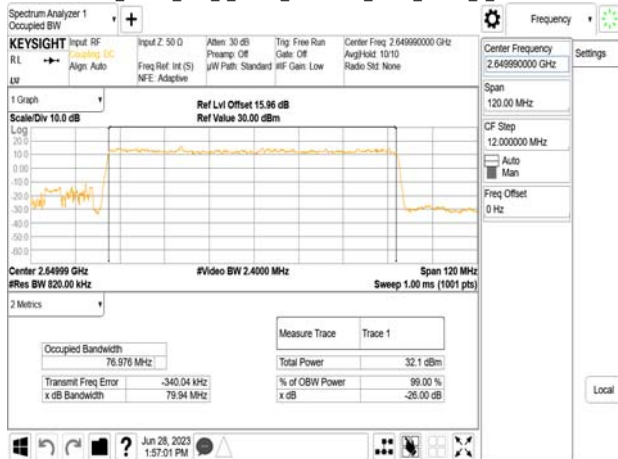 Spectrum Analyzer 1
Occupied BW
Frequency
KEYSIGHT
Input: RF
Coupling: DC
Align: Auto
RL
LXI
Input Z: 50 Ω
Freq Ref: Int (S)
NFE: Adaptive
Atten: 30 dB
Preamp: Off
µW Path: Standard
Trig: Free Run
Gate: Off
#IF Gain: Low
Center Freq: 2.649990000 GHz
Avg|Hold: 10/10
Radio Std: None
1 Graph
Scale/Div 10.0 dB
Ref Lvl Offset 15.96 dB
Ref Value 30.00 dBm
Log
20.0
10.0
0.00
-10.0
-20.0
-30.0
-40.0
-50.0
-60.0
Center 2.64999 GHz
#Res BW 820.00 kHz
#Video BW 2.4000 MHz
Span 120 MHz
Sweep 1.00 ms (1001 pts)
2 Metrics
Measure Trace Trace 1
Occupied Bandwidth
76.976 MHz
Total Power 32.1 dBm
Transmit Freq Error -340.04 kHz
% of OBW Power 99.00 %
x dB Bandwidth 79.94 MHz
x dB -26.00 dB
Jun 28, 2023
1:57:01 PM
Center Frequency
2.649990000 GHz
Span
120.00 MHz
CF Step
12.000000 MHz
Auto
Man
Freq Offset
0 Hz
Settings
Local